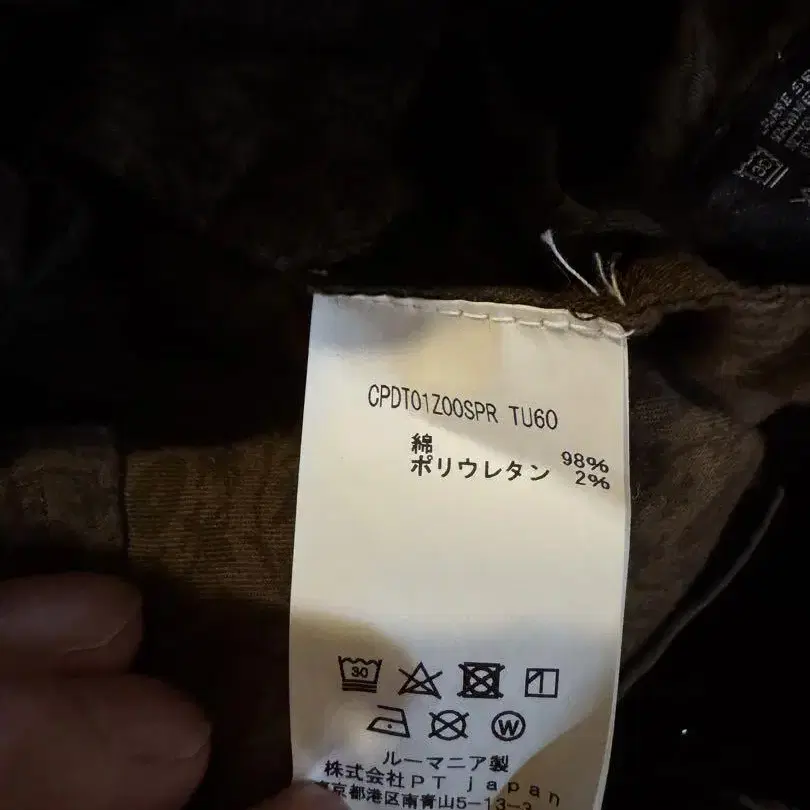 CPDT01Z00SPR TU60
綿 98%
ポリウレタン 2%
30
W
ルーマニア製
株式会社PT japan
東京都港区南青山5-13-3
30